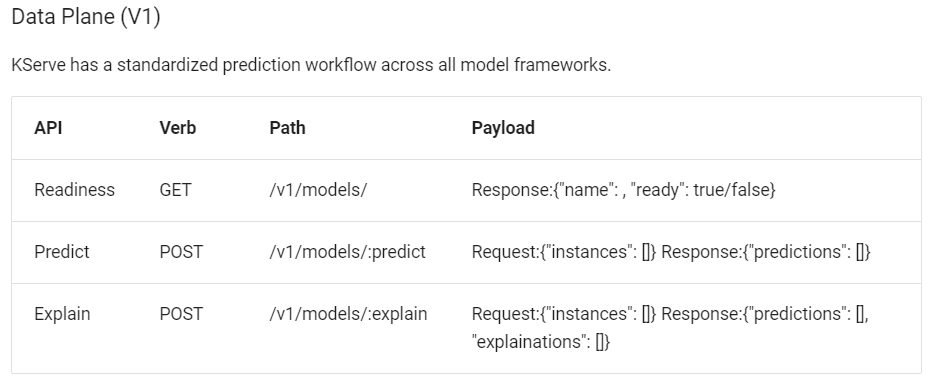 Data Plane (V1)
KServe has a standardized prediction workflow across all model frameworks.
API Verb Path Payload
Readiness GET /v1/models/ Response:{"name": , "ready": true/false}
Predict POST /v1/models/:predict Request:{"instances": []} Response:{"predictions": []}
Explain POST /v1/models/:explain Request:{"instances": []} Response:{"predictions": [],
"explainations": []}